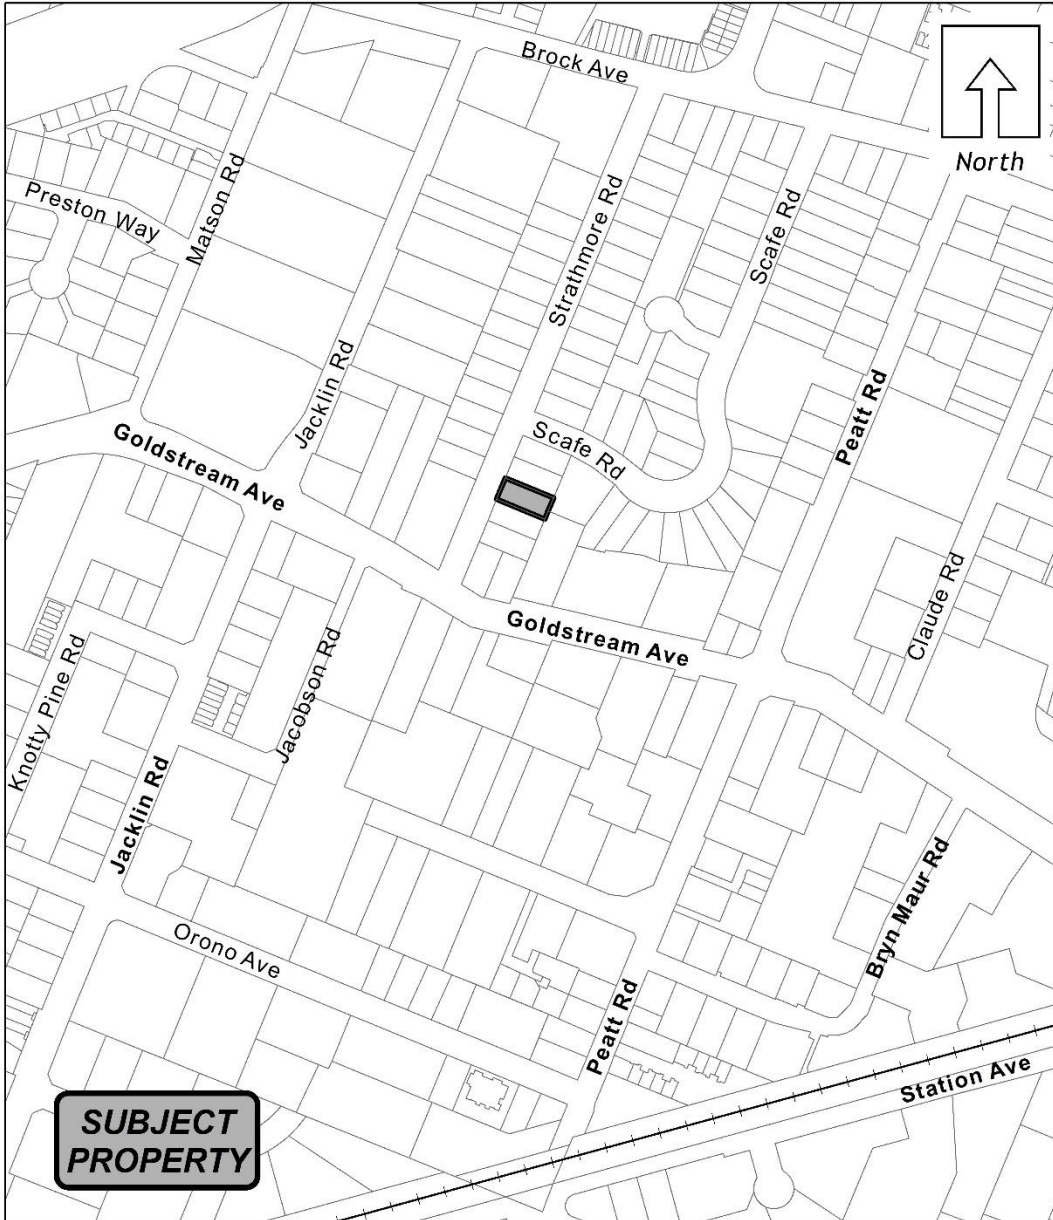 Brock Ave
North
Matson Rd
Preston Way
Strathmore Rd
Scafe Rd
Jacklin Rd
Peatt Rd
Goldstream Ave
Scafe Rd
Goldstream Ave
Claude Rd
Knotty Pine Rd
Jacobson Rd
Jacklin Rd
Bryn Maur Rd
Orono Ave
Peatt Rd
Station Ave
SUBJECT
PROPERTY